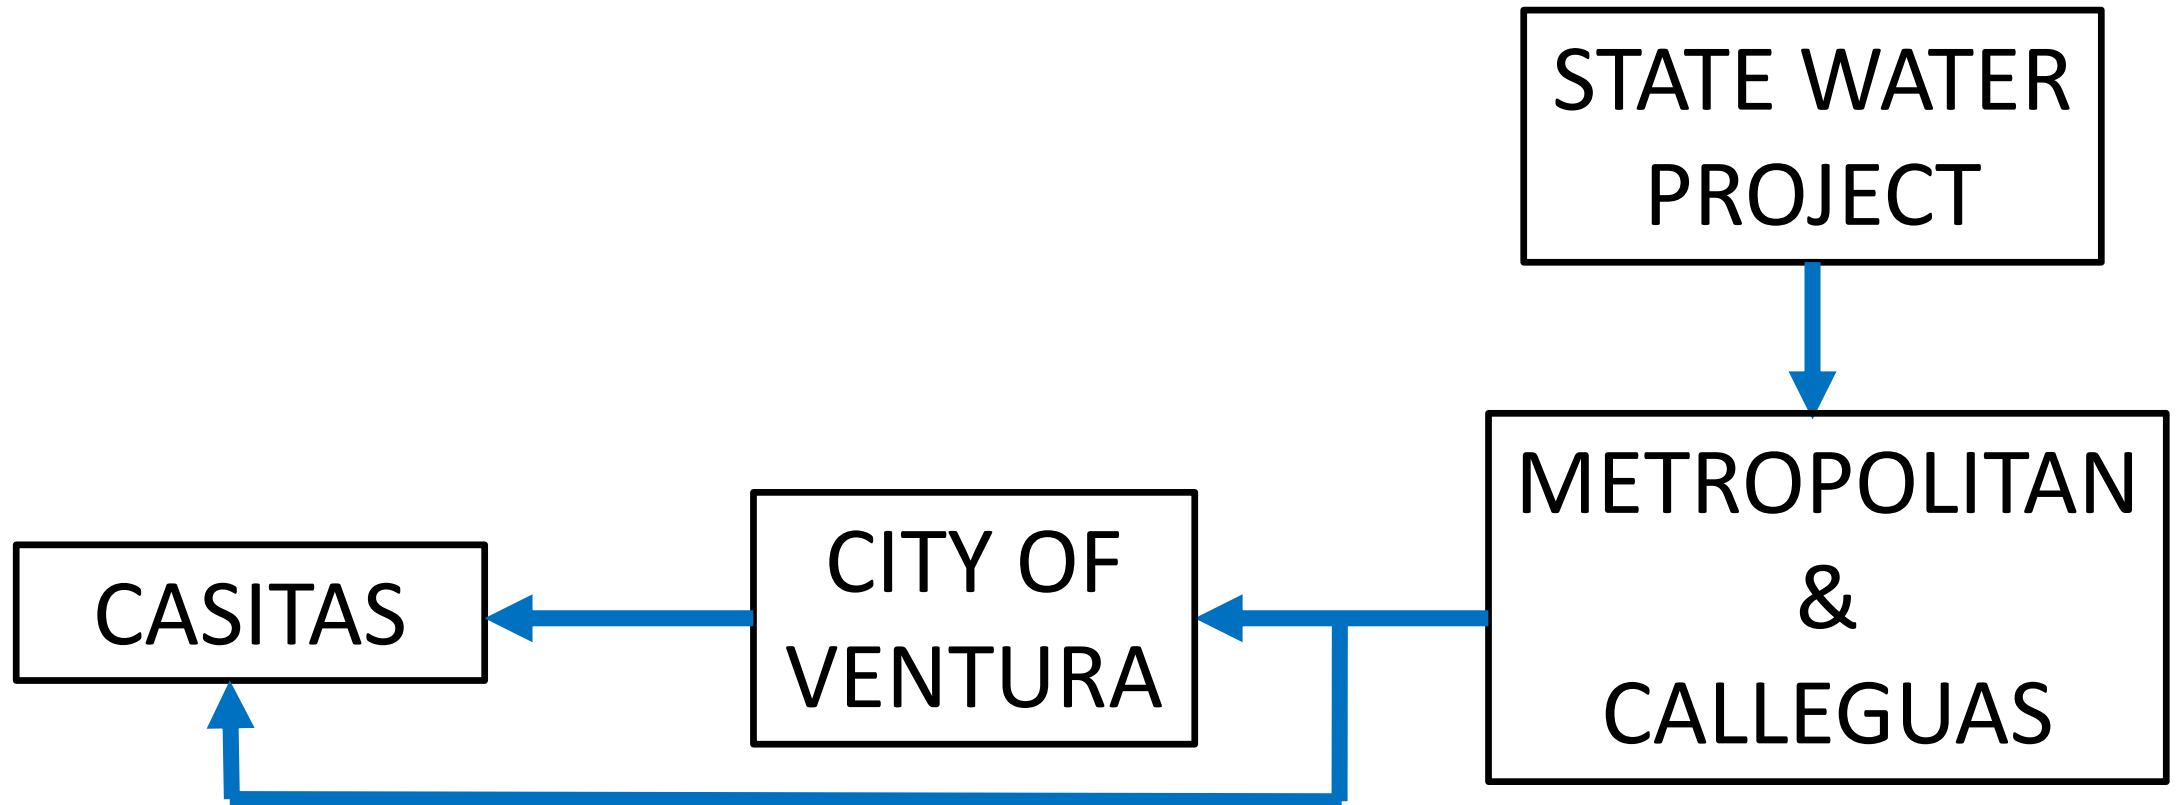 STATE WATER
PROJECT
METROPOLITAN
&
CALLEGUAS
CITY OF
VENTURA
CASITAS